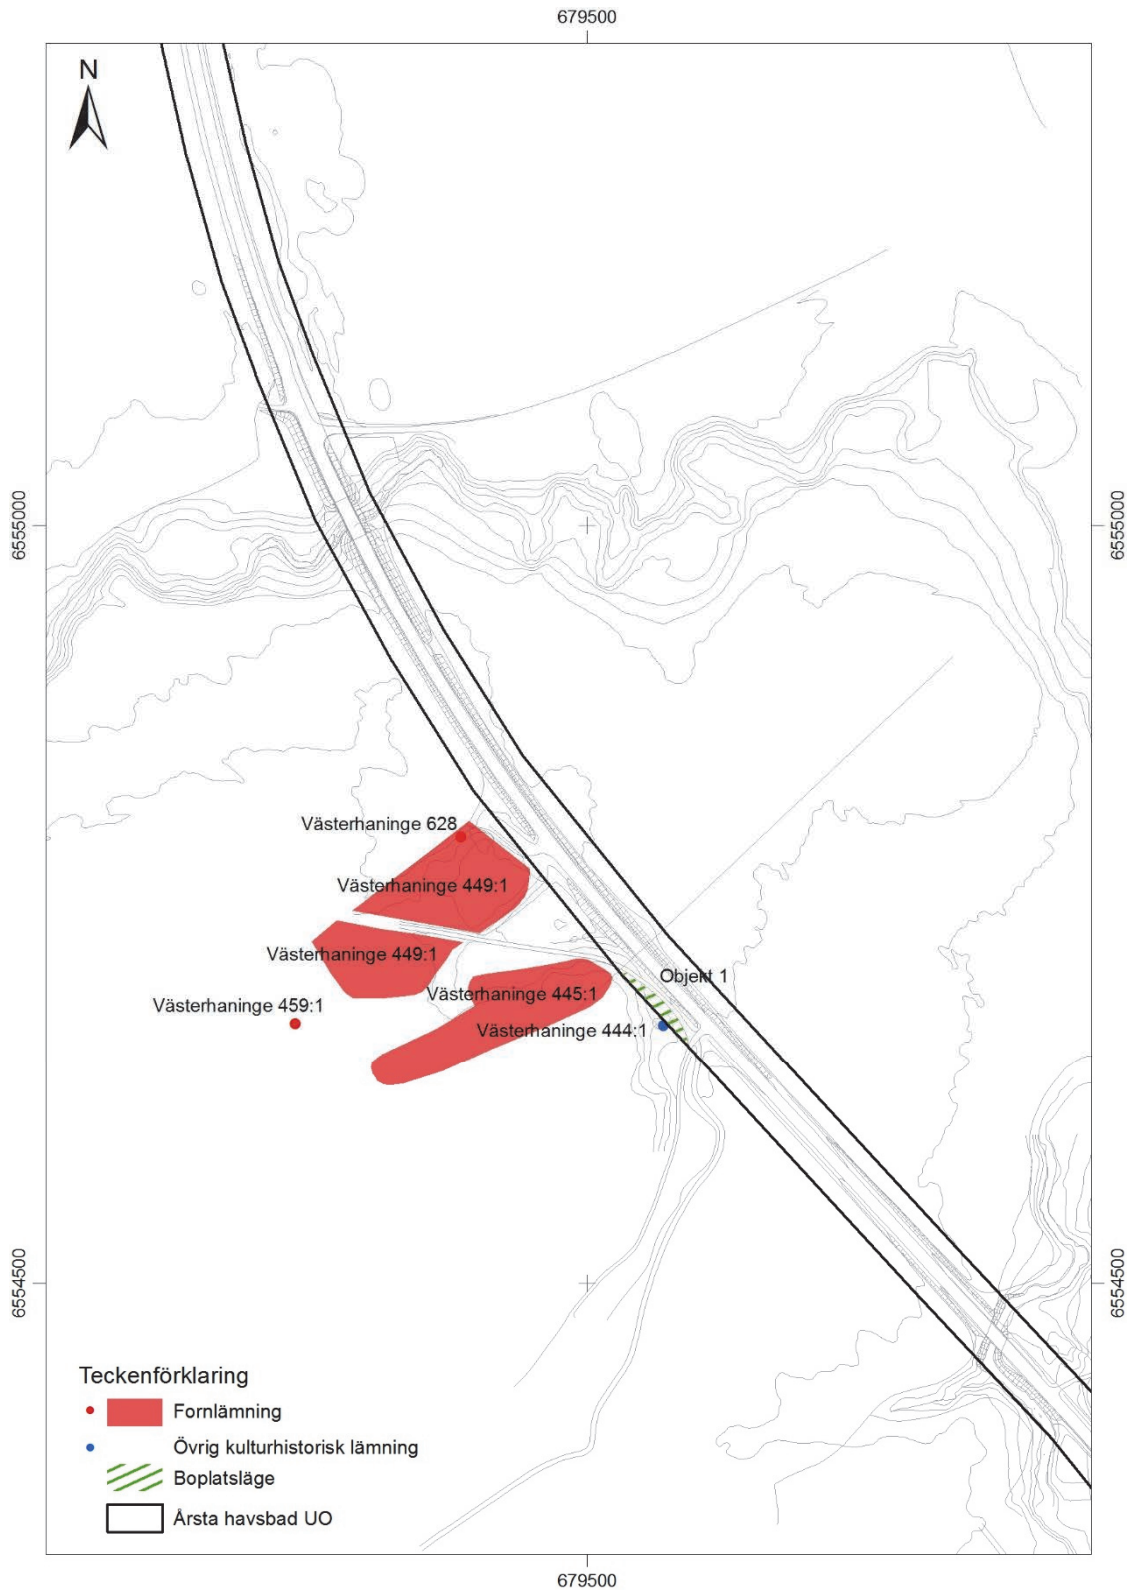 679500
N
6555000
6555000
Västerhaninge 628
Västerhaninge 449:1
Västerhaninge 449:1
Objekt 1
Västerhaninge 445:1
Västerhaninge 459:1
Västerhaninge 444:1
6554500
6554500
Teckenförklaring
Fornlämning
Övrig kulturhistorisk lämning
Boplatsläge
Årsta havsbad UO
679500